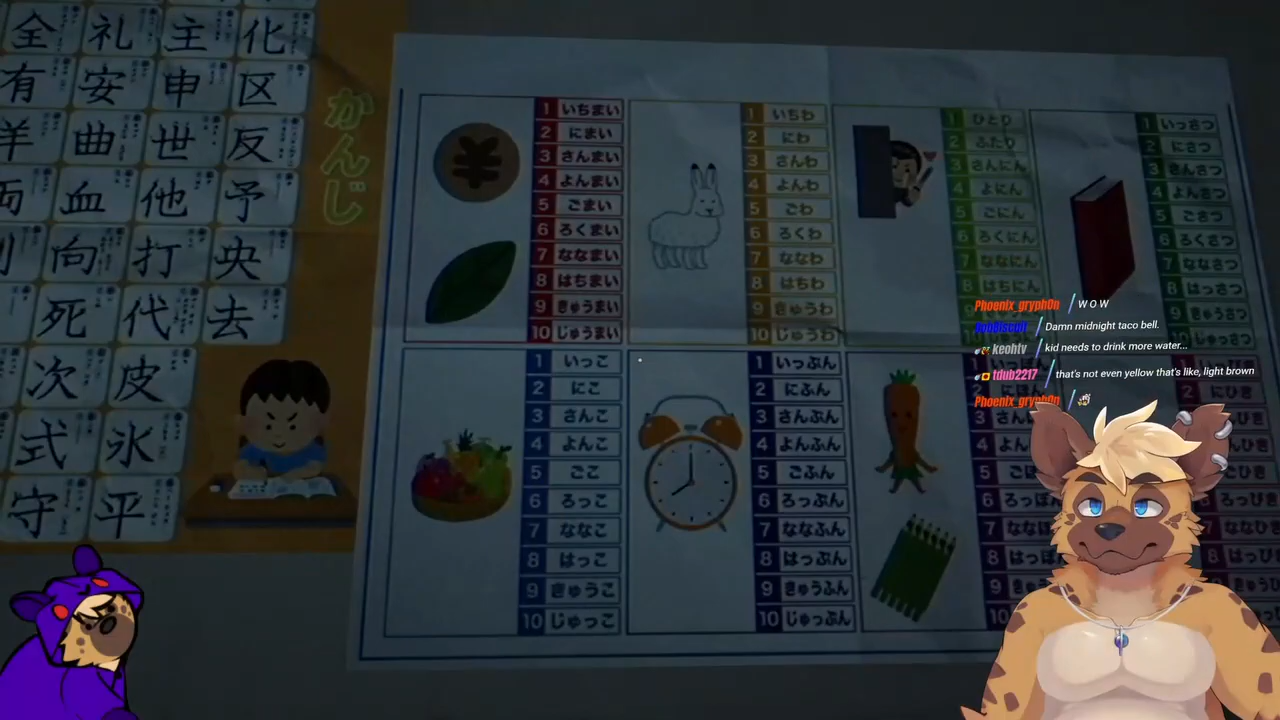 全 礼 主 化
有 安 申 区
羊 曲 世 反
両 血 他 予
列 向 打 央
死 代 去
次 皮
式 氷
守 平
かんじ
1 いちまい
2 にまい
3 さんまい
4 よんまい
5 ごまい
6 ろくまい
7 ななまい
8 はちまい
9 きゅうまい
10 じゅうまい
1 いちわ
2 にわ
3 さんわ
4 よんわ
5 ごわ
6 ろくわ
7 ななわ
8 はちわ
9 きゅうわ
10 じゅうわ
1 ひとり
2 ふたり
3 さんにん
4 よにん
5 ごにん
6 ろくにん
7 ななにん
8 はちにん
1 いっさつ
2 にさつ
3 さんさつ
4 よんさつ
5 ごさつ
6 ろくさつ
7 ななさつ
8 はっさつ
9 きゅうさつ
10 じゅっさつ
1 いっこ
2 にこ
3 さんこ
4 よんこ
5 ごこ
6 ろっこ
7 ななこ
8 はっこ
9 きゅうこ
10 じゅっこ
1 いっぷん
2 にふん
3 さんぷん
4 よんぷん
5 ごふん
6 ろっぷん
7 ななふん
8 はっぷん
9 きゅうふん
10 じゅっぷん
Phoenix_gryph0n W O W
Damn midnight taco bell.
keohtv kid needs to drink more water...
tdub2217 that's not even yellow that's like, light brown
Phoenix_gryph0n